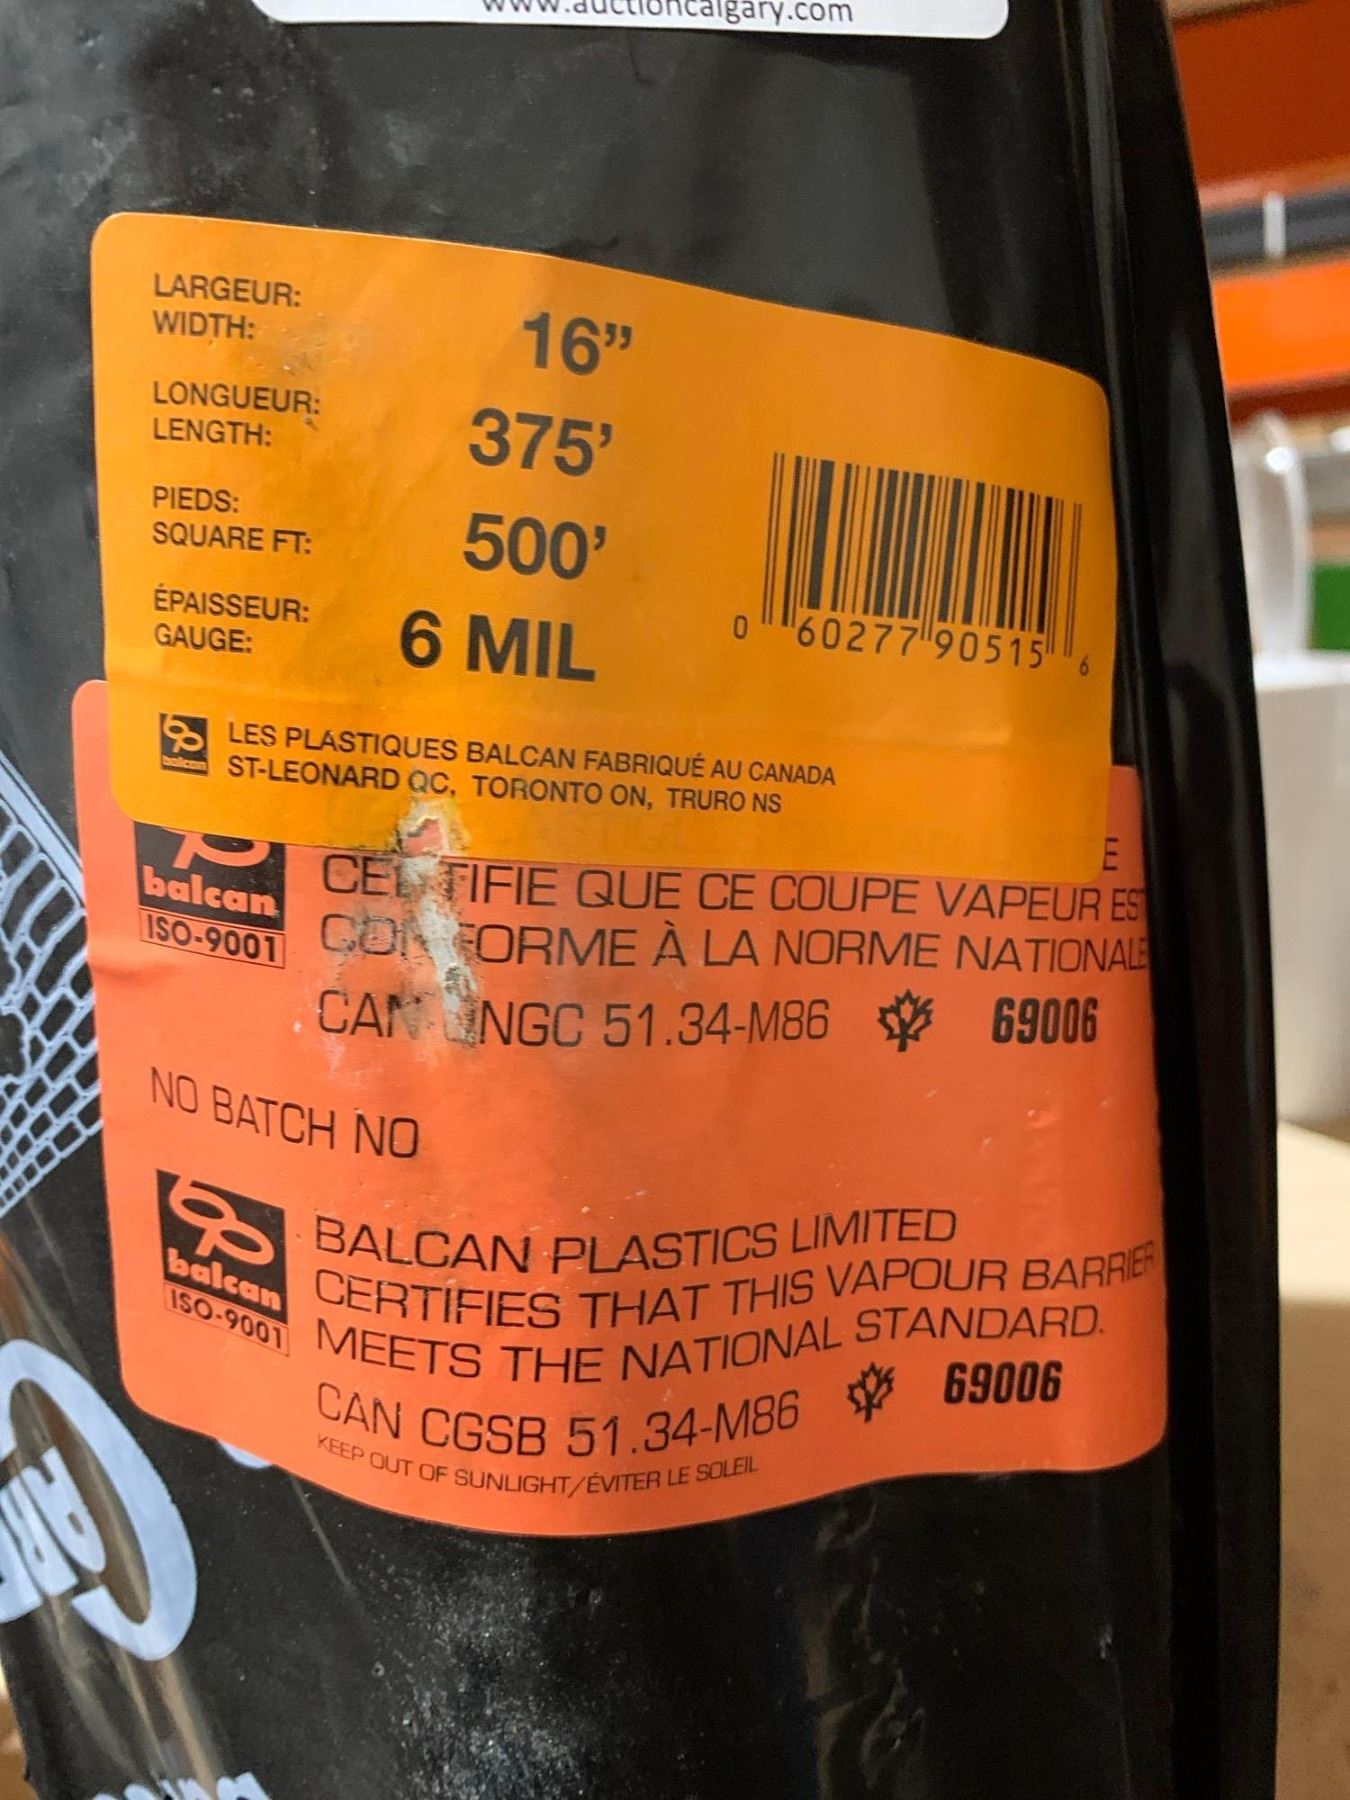 www.auctioncalgary.com
LARGEUR:
WIDTH:
16”
LONGUEUR:
LENGTH:
375’
PIEDS:
SQUARE FT:
500’
ÉPAISSEUR:
GAUGE:
6 MIL
0 60277 90515 6
balcan
LES PLASTIQUES BALCAN FABRIQUÉ AU CANADA
ST-LEONARD QC, TORONTO ON, TRURO NS
balcan
ISO-9001
QUE CE COUPE VAPEUR EST
À LA NORME NATIONALE
51.34-M86 69006
NO BATCH NO
balcan
ISO-9001
BALCAN PLASTICS LIMITED
CERTIFIES THAT THIS VAPOUR BARRIER
MEETS THE NATIONAL STANDARD.
CAN CGSB 51.34-M86 69006
KEEP OUT OF SUNLIGHT/ÉVITER LE SOLEIL